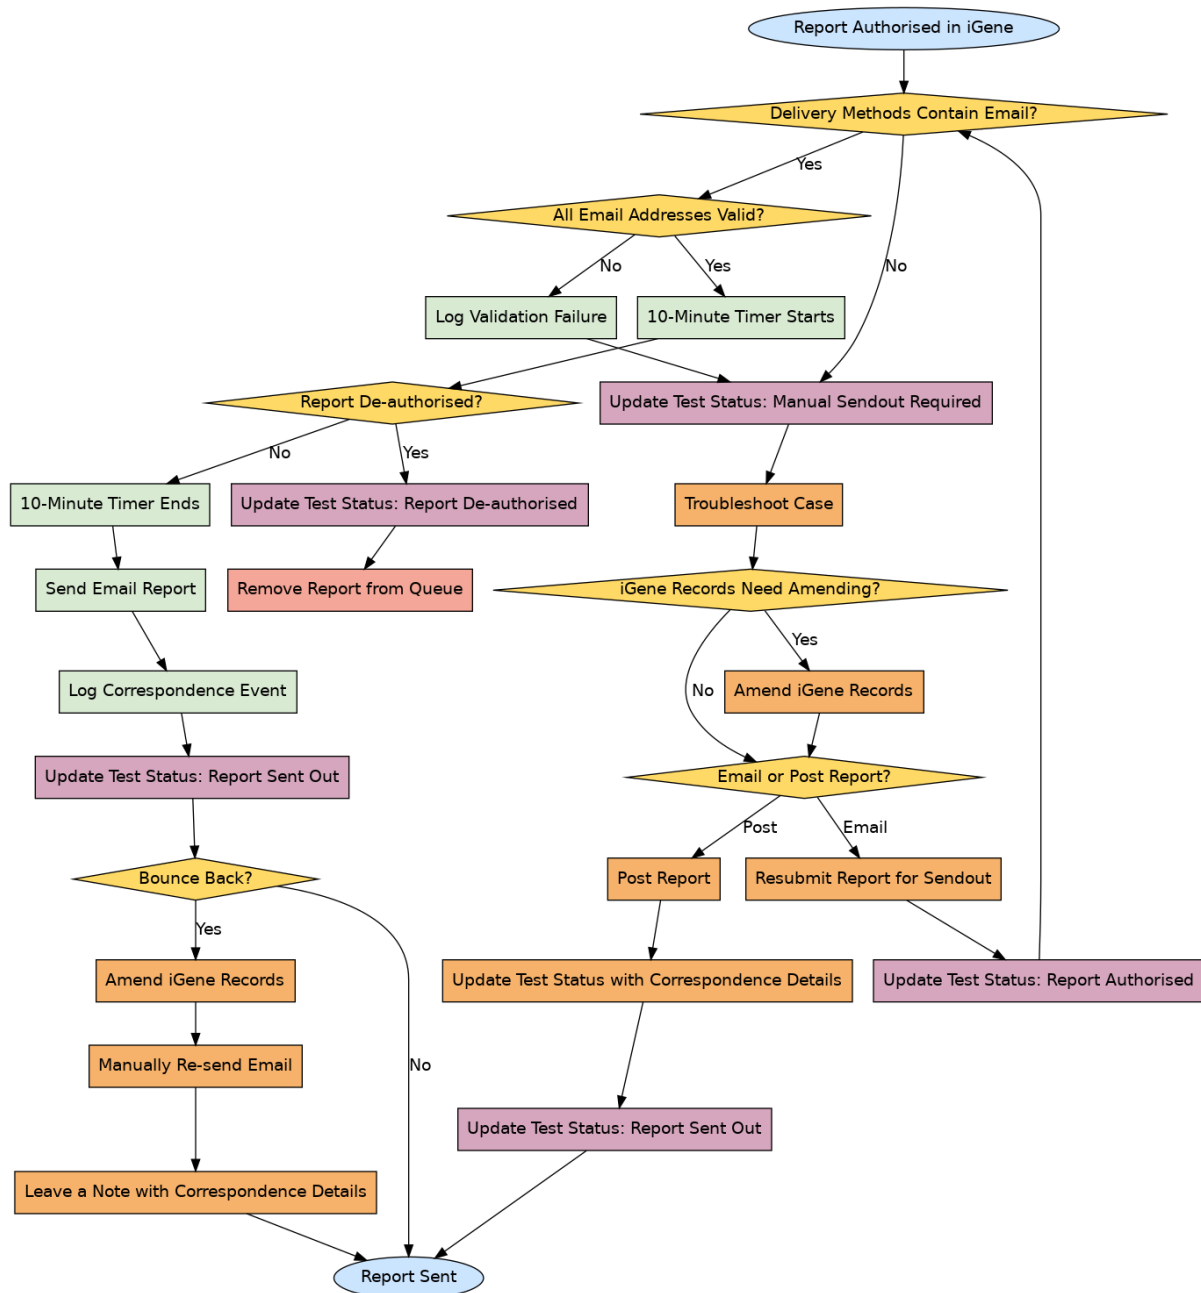 Report Authorised in iGene
Delivery Methods Contain Email?
Yes
All Email Addresses Valid?
No
Yes
No
Log Validation Failure
10-Minute Timer Starts
Report De-authorised?
Update Test Status: Manual Sendout Required
No
Yes
10-Minute Timer Ends
Update Test Status: Report De-authorised
Troubleshoot Case
Send Email Report
Remove Report from Queue
iGene Records Need Amending?
Yes
Log Correspondence Event
No
Amend iGene Records
Update Test Status: Report Sent Out
Email or Post Report?
Post
Email
Bounce Back?
Post Report
Resubmit Report for Sendout
Yes
Amend iGene Records
Update Test Status with Correspondence Details
Update Test Status: Report Authorised
Manually Re-send Email
No
Update Test Status: Report Sent Out
Leave a Note with Correspondence Details
Report Sent